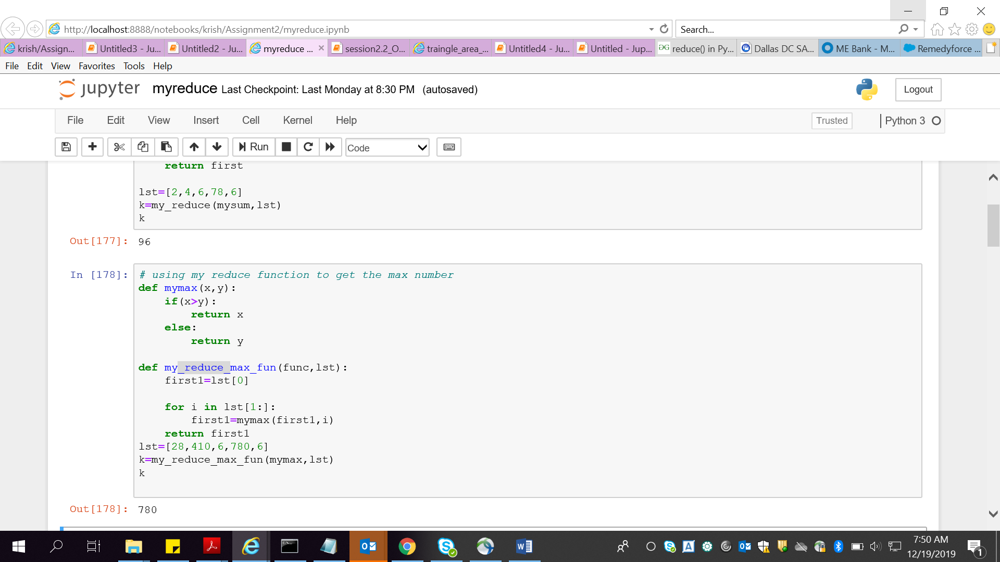 http://localhost:8888/notebooks/krish/Assignment2/myreduce.ipynb
Search...
krish/Assign...
Untitled3 - Ju...
Untitled2 - Ju...
myreduce ...
session2.2_O...
traingle_area_...
Untitled4 - Ju...
Untitled - Jup...
reduce() in Py...
Dallas DC SA...
ME Bank - M...
Remedyforce ...
File Edit View Favorites Tools Help
jupyter myreduce Last Checkpoint: Last Monday at 8:30 PM (autosaved)
Logout
File Edit View Insert Cell Kernel Help
Trusted
Python 3
Run
Code
return first
lst=[2,4,6,78,6]
k=my_reduce(mysum,lst)
k
Out[177]: 96
In [178]: # using my reduce function to get the max number
def mymax(x,y):
    if(x>y):
        return x
    else:
        return y
def my_reduce_max_fun(func,lst):
    first1=lst[0]
    for i in lst[1:]:
        first1=mymax(first1,i)
    return first1
lst=[28,410,6,780,6]
k=my_reduce_max_fun(mymax,lst)
k
Out[178]: 780
7:50 AM
12/19/2019
1